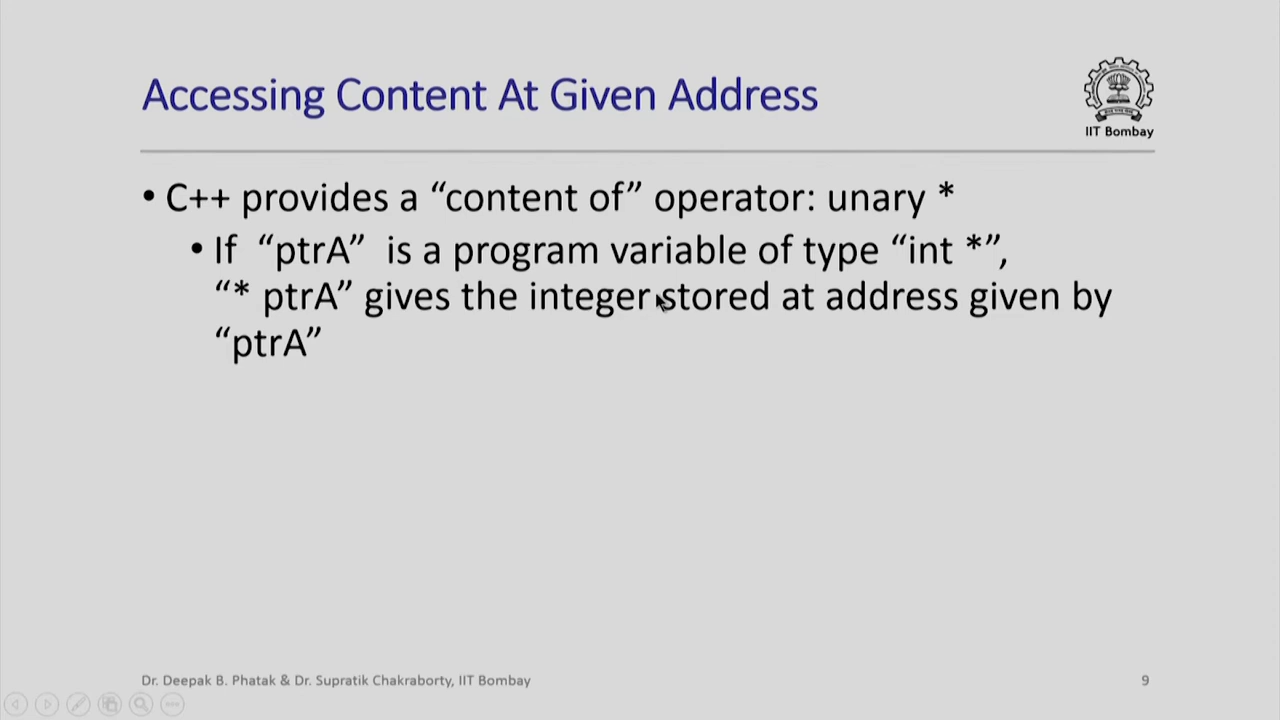 Accessing Content At Given Address
IIT Bombay
• C++ provides a “content of” operator: unary *
• If “ptrA” is a program variable of type “int *”,
“* ptrA” gives the integer stored at address given by
“ptrA”
Dr. Deepak B. Phatak & Dr. Supratik Chakraborty, IIT Bombay
9